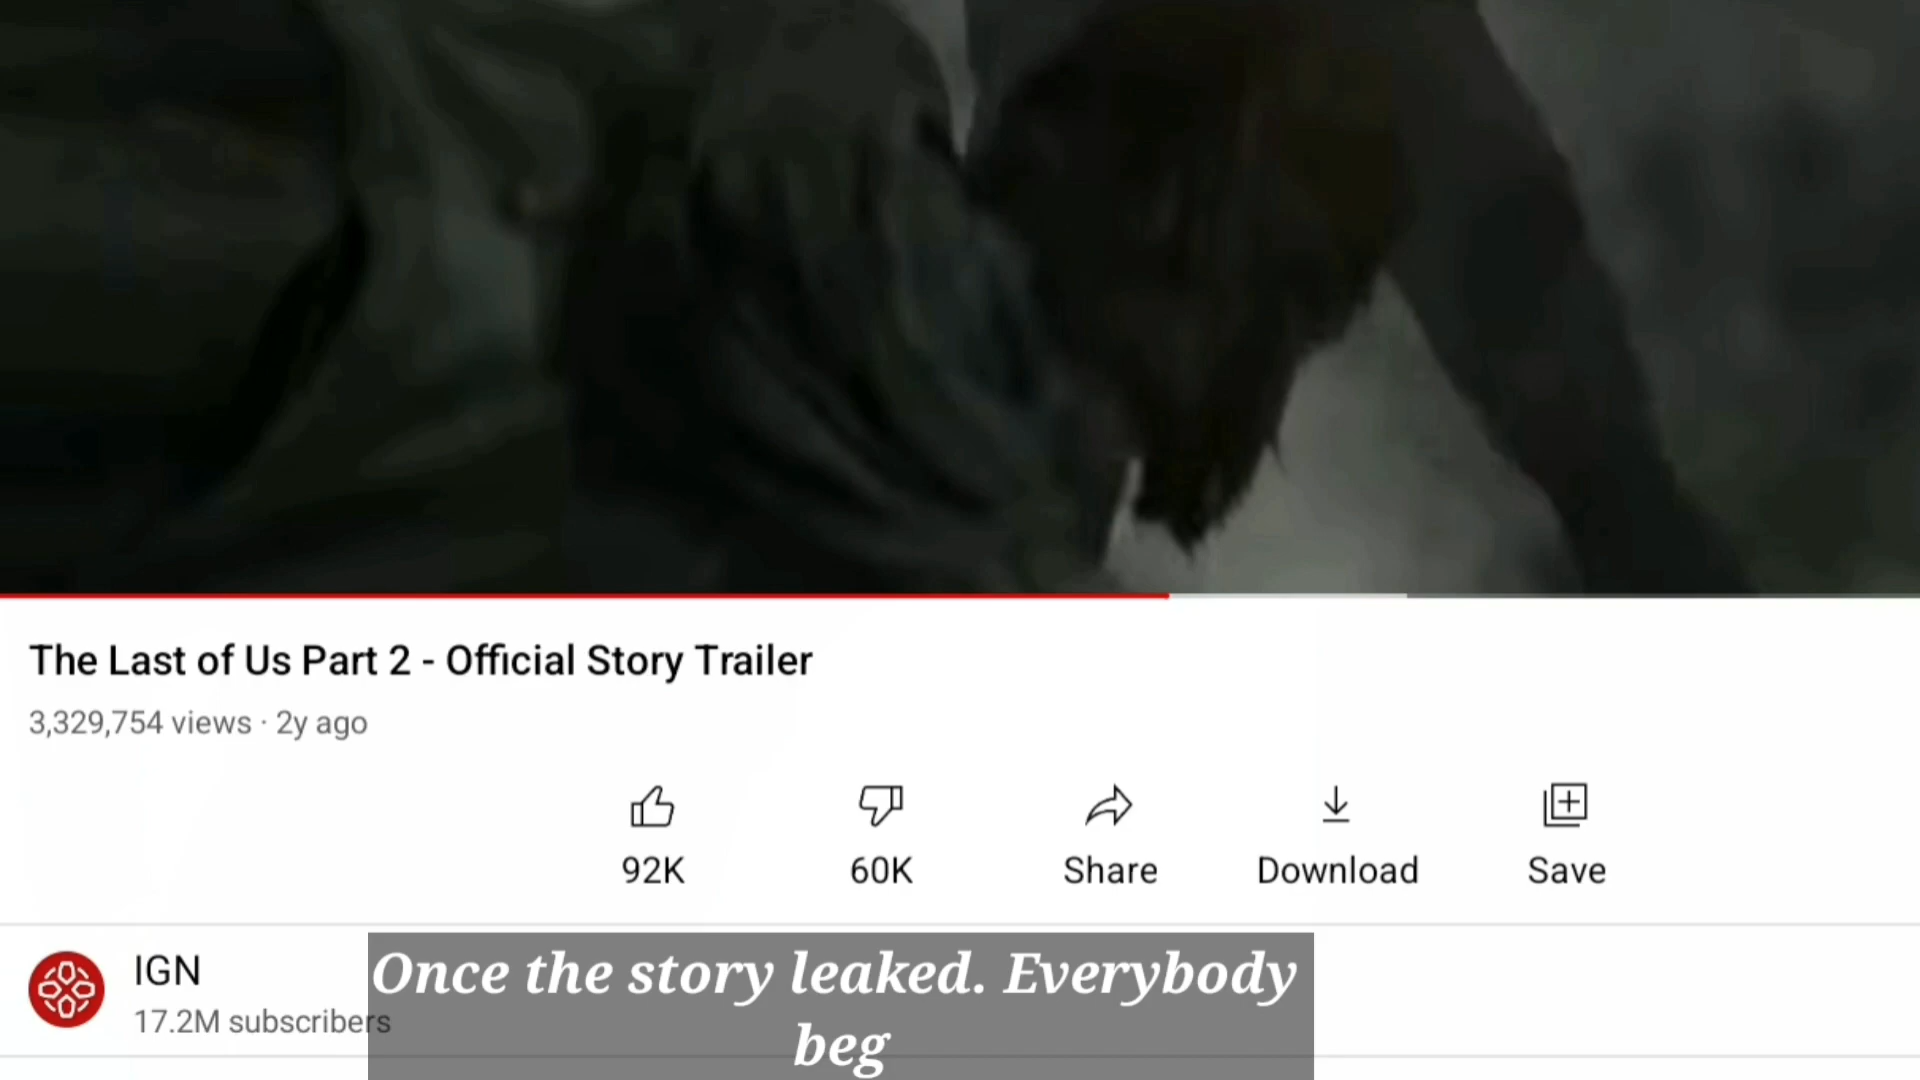 The Last of Us Part 2 - Official Story Trailer
3,329,754 views · 2y ago
92K
60K
Share
Download
Save
IGN
17.2M subscribers
Once the story leaked. Everybody
beg